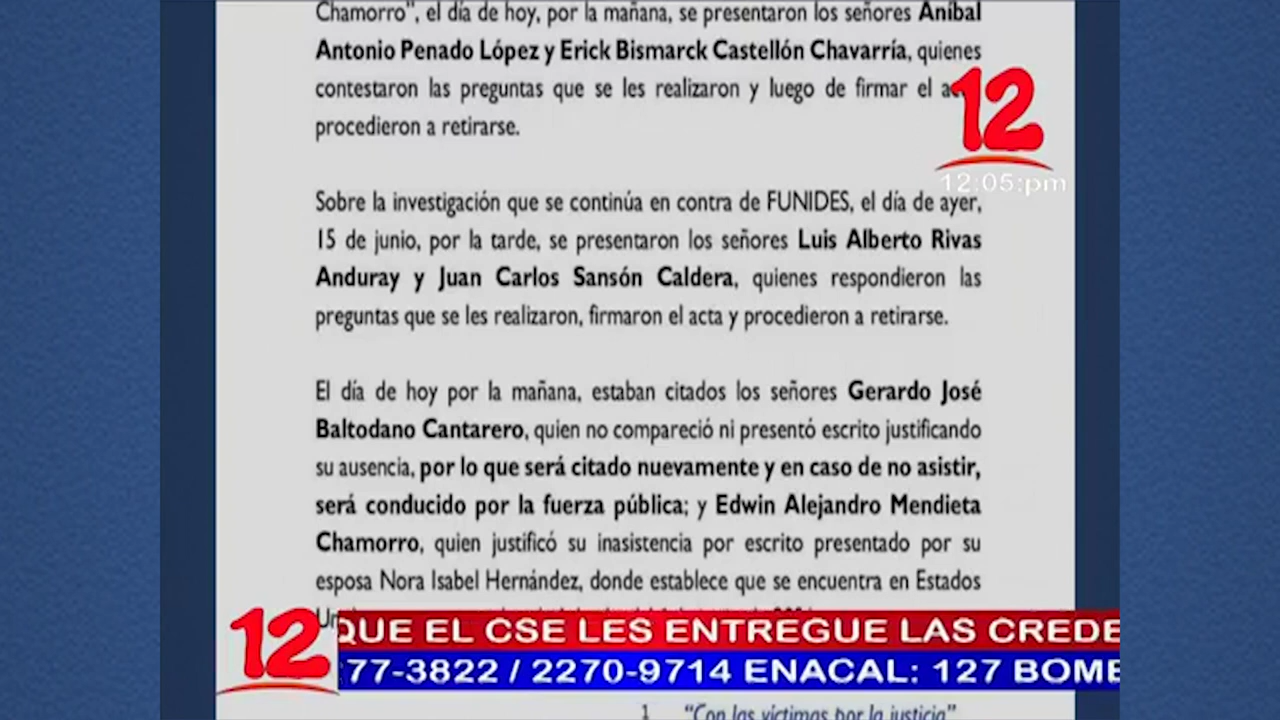 Chamorro", el día de hoy, por la mañana, se presentaron los señores Aníbal
Antonio Penado López y Erick Bismarck Castellón Chavarría, quienes
contestaron las preguntas que se les realizaron y luego de firmar el
procedieron a retirarse.
12
12:05:pm
Sobre la investigación que se continúa en contra de FUNIDES, el día de ayer,
15 de junio, por la tarde, se presentaron los señores Luis Alberto Rivas
Anduray y Juan Carlos Sansón Caldera, quienes respondieron las
preguntas que se les realizaron, firmaron el acta y procedieron a retirarse.
El día de hoy por la mañana, estaban citados los señores Gerardo José
Baltodano Cantarero, quien no compareció ni presentó escrito justificando
su ausencia, por lo que será citado nuevamente y en caso de no asistir,
será conducido por la fuerza pública; y Edwin Alejandro Mendieta
Chamorro, quien justificó su inasistencia por escrito presentado por su
esposa Nora Isabel Hernández, donde establece que se encuentra en Estados
12
QUE EL CSE LES ENTREGUE LAS CREDE
77-3822 / 2270-9714 ENACAL: 127 BOMB
1 "Con las víctimas por la justicia"